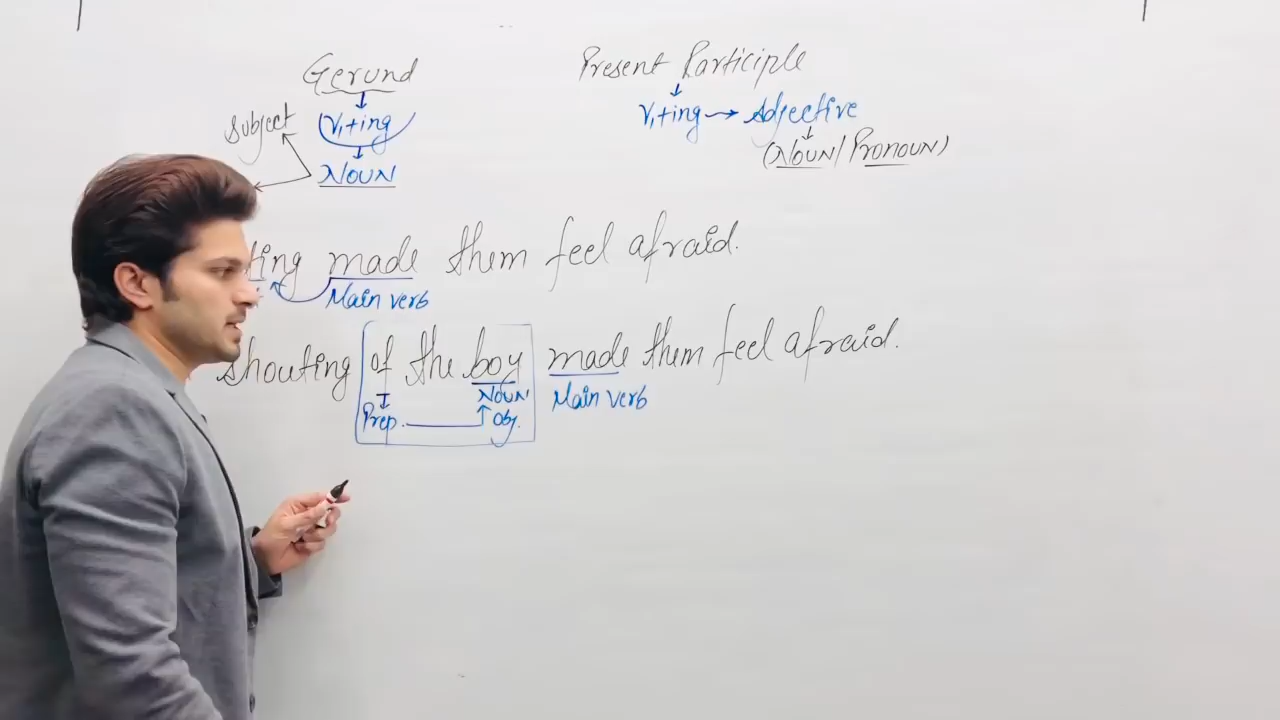 Gerund
Present Participle
Subject
V₁+ing
V₁+ing → Adjective
NOUN
(NOUN/PRONOUN)
ting made them feel afraid.
Main verb
Shouting of the boy made them feel afraid.
NOUN
Main verb
Prep.
Obj.